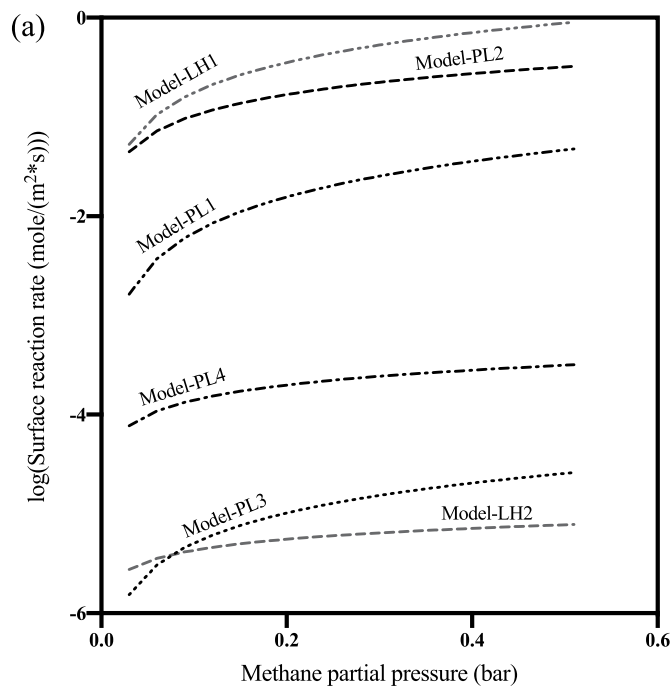 (a)
0
-2
-4
-6
log(Surface reaction rate (mole/(m²*s)))
Model-LH1
Model-PL2
Model-PL1
Model-PL4
Model-PL3
Model-LH2
0.0 0.2 0.4 0.6
Methane partial pressure (bar)